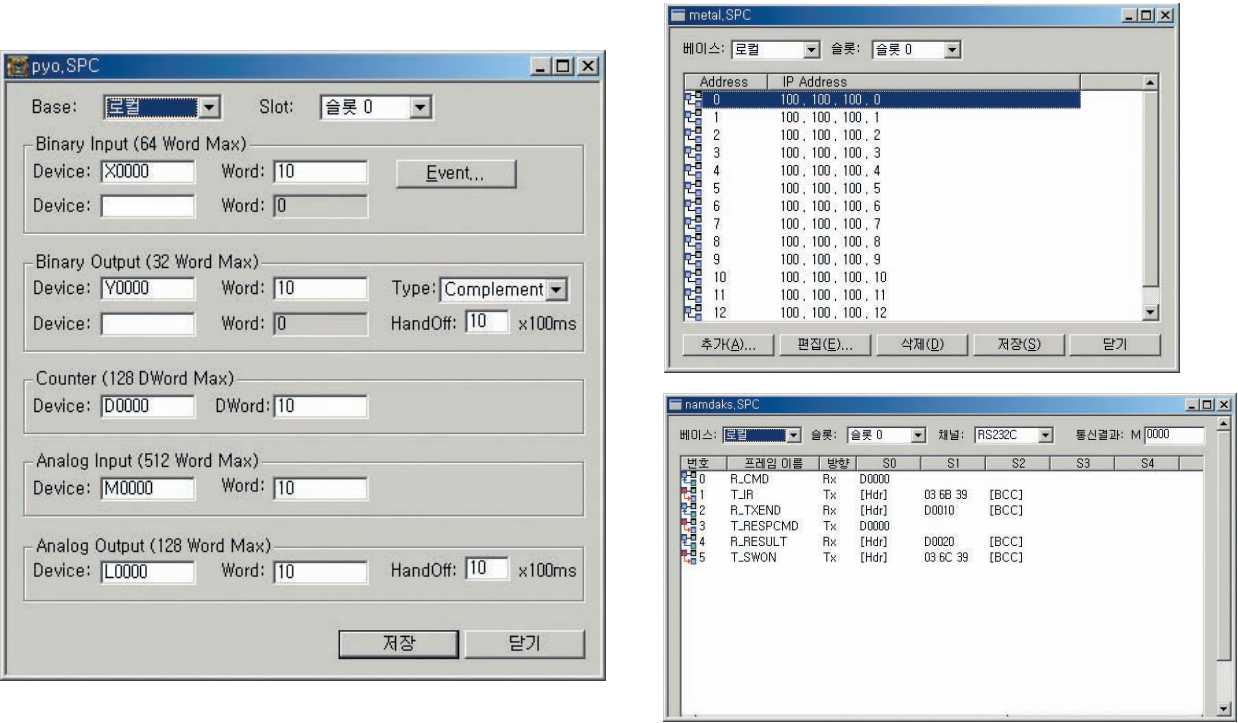 pyo,SPC
Base: 로컬 Slot: 슬롯 0
Binary Input (64 Word Max)
Device: X0000 Word: 10 Event,,,
Device: Word: 0
Binary Output (32 Word Max)
Device: Y0000 Word: 10 Type: Complement
Device: Word: 0 HandOff: 10 x100ms
Counter (128 DWord Max)
Device: D0000 DWord: 10
Analog Input (512 Word Max)
Device: M0000 Word: 10
Analog Output (128 Word Max)
Device: L0000 Word: 10 HandOff: 10 x100ms
저장 닫기
metal,SPC
베이스: 로컬 슬롯: 슬롯 0
Address IP Address
0 100 , 100 , 100 , 0
1 100 , 100 , 100 , 1
2 100 , 100 , 100 , 2
3 100 , 100 , 100 , 3
4 100 , 100 , 100 , 4
5 100 , 100 , 100 , 5
6 100 , 100 , 100 , 6
7 100 , 100 , 100 , 7
8 100 , 100 , 100 , 8
9 100 , 100 , 100 , 9
10 100 , 100 , 100 , 10
11 100 , 100 , 100 , 11
12 100 , 100 , 100 , 12
추가(A)... 편집(E)... 삭제(D) 저장(S) 닫기
namdaks,SPC
베이스: 로컬 슬롯: 슬롯 0 채널: RS232C 통신결과: M 0000
번호 프레임 이름 방향 S0 S1 S2 S3 S4
0 R_CMD Rx D0000
1 T_IR Tx [Hdr] 03 6B 39 [BCC]
2 R_TXEND Rx [Hdr] D0010 [BCC]
3 T_RESPCMD Tx D0000
4 R_RESULT Rx [Hdr] D0020 [BCC]
5 T_SWON Tx [Hdr] 03 6C 39 [BCC]